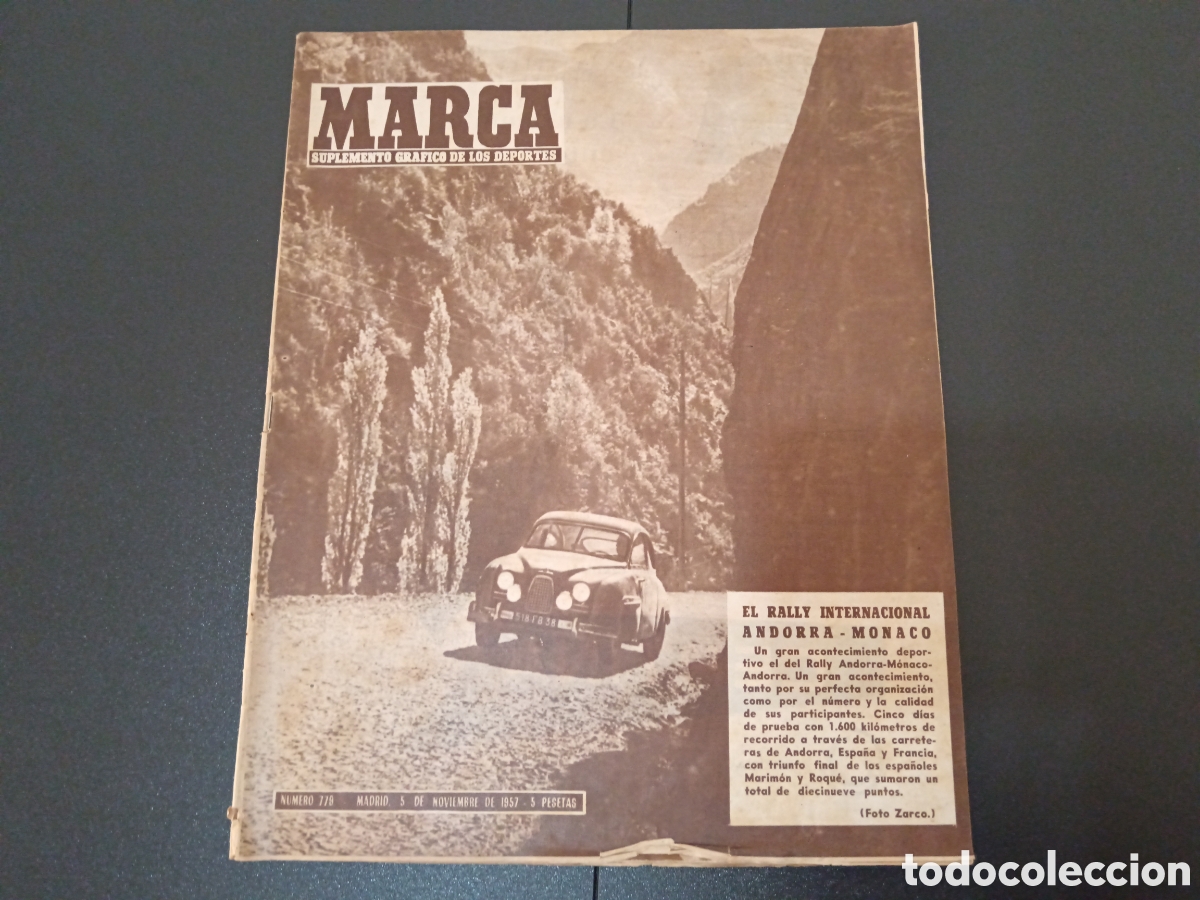 MARCA
SUPLEMENTO GRAFICO DE LOS DEPORTES
EL RALLY INTERNACIONAL
ANDORRA - MONACO
Un gran acontecimiento depor-
tivo el del Rally Andorra-Mónaco-
Andorra. Un gran acontecimiento,
tanto por su perfecta organización
como por el número y la calidad
de sus participantes. Cinco días
de prueba con 1.600 kilómetros de
recorrido a través de las carrete-
ras de Andorra, España y Francia,
con triunfo final de los españoles
Marimón y Roqué, que sumaron un
total de diecinueve puntos.
(Foto Zarco.)
NUMERO MADRID, 5 DE NOVIEMBRE DE 1957 - 5 PESETAS
todocoleccion